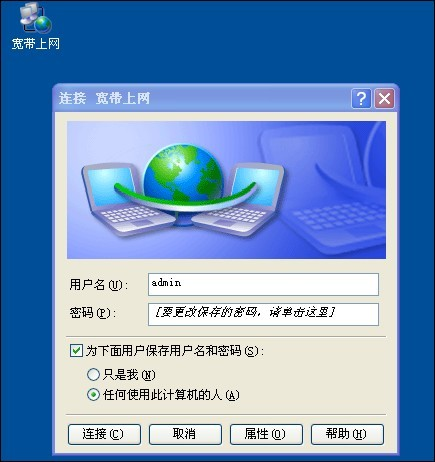 宽带上网
连接 宽带上网
用户名(U):
admin
密码(P):
[要更改保存的密码，请单击这里]
为下面用户保存用户名和密码(S):
只是我(N)
任何使用此计算机的人(A)
连接(C) 取消 属性(O) 帮助(H)